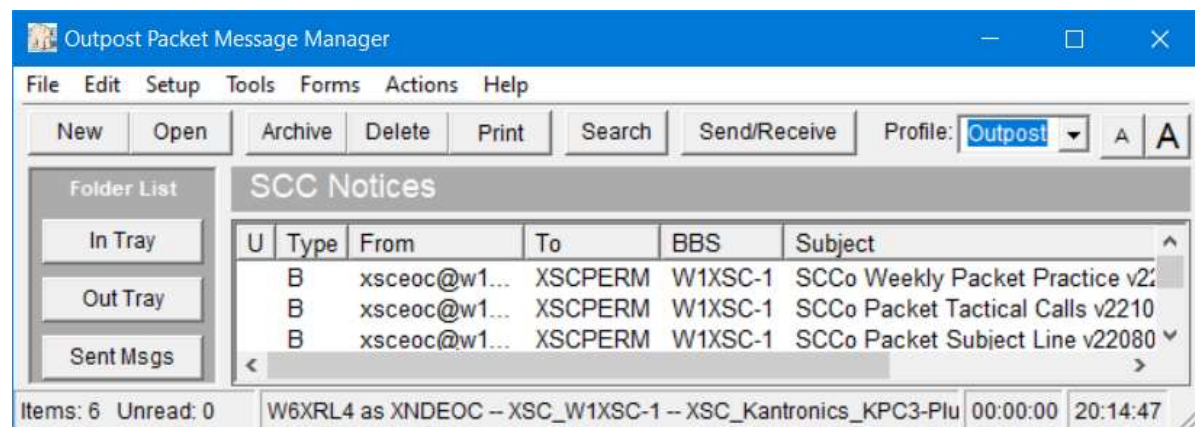 Outpost Packet Message Manager
File Edit Setup Tools Forms Actions Help
New Open Archive Delete Print Search Send/Receive Profile: Outpost A A
Folder List SCC Notices
In Tray
Out Tray
Sent Msgs
U Type From To BBS Subject
B xsceoc@w1... XSCPERM W1XSC-1 SCCo Weekly Packet Practice v22
B xsceoc@w1... XSCPERM W1XSC-1 SCCo Packet Tactical Calls v2210
B xsceoc@w1... XSCPERM W1XSC-1 SCCo Packet Subject Line v22080
Items: 6 Unread: 0 W6XRL4 as XNDEOC -- XSC_W1XSC-1 -- XSC_Kantronics_KPC3-Plu 00:00:00 20:14:47